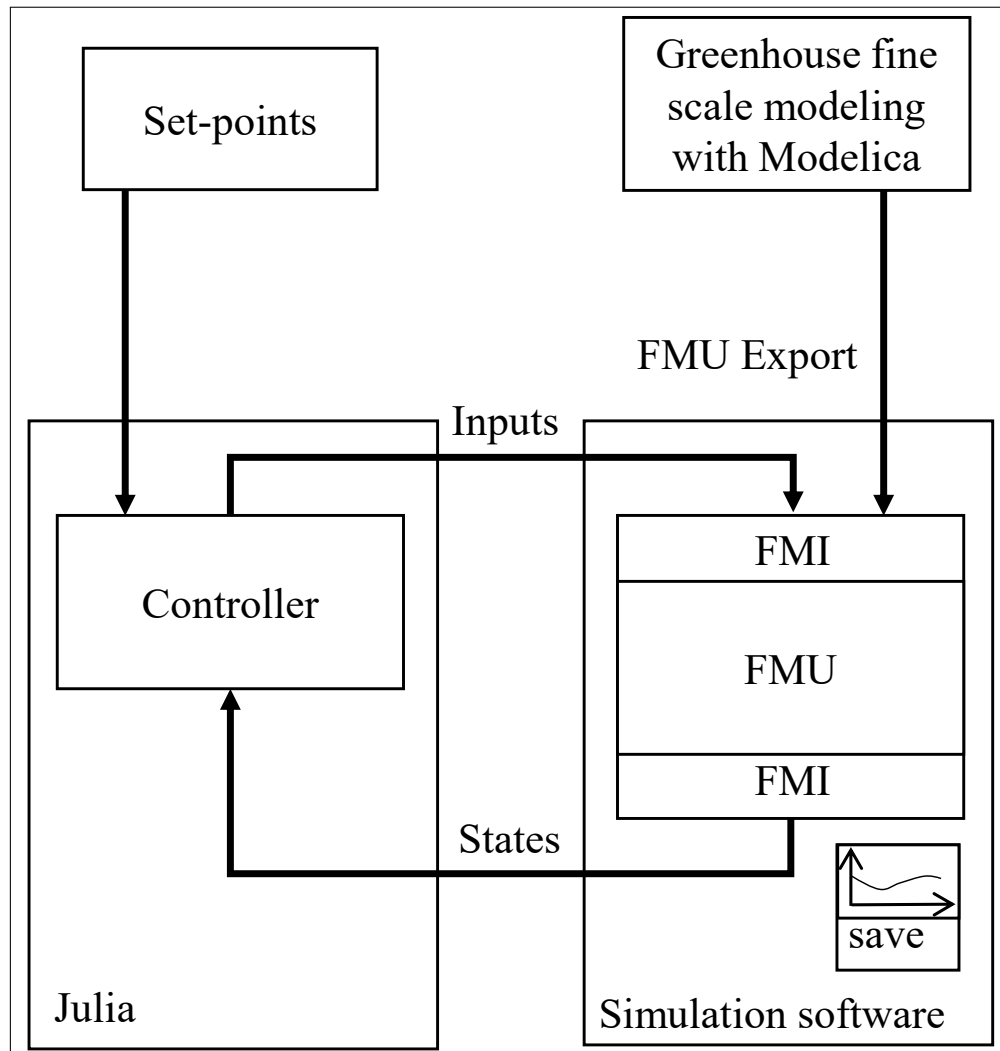 Set-points
Greenhouse fine
scale modeling
with Modelica
FMU Export
Inputs
Controller
FMI
FMU
FMI
States
save
Julia
Simulation software